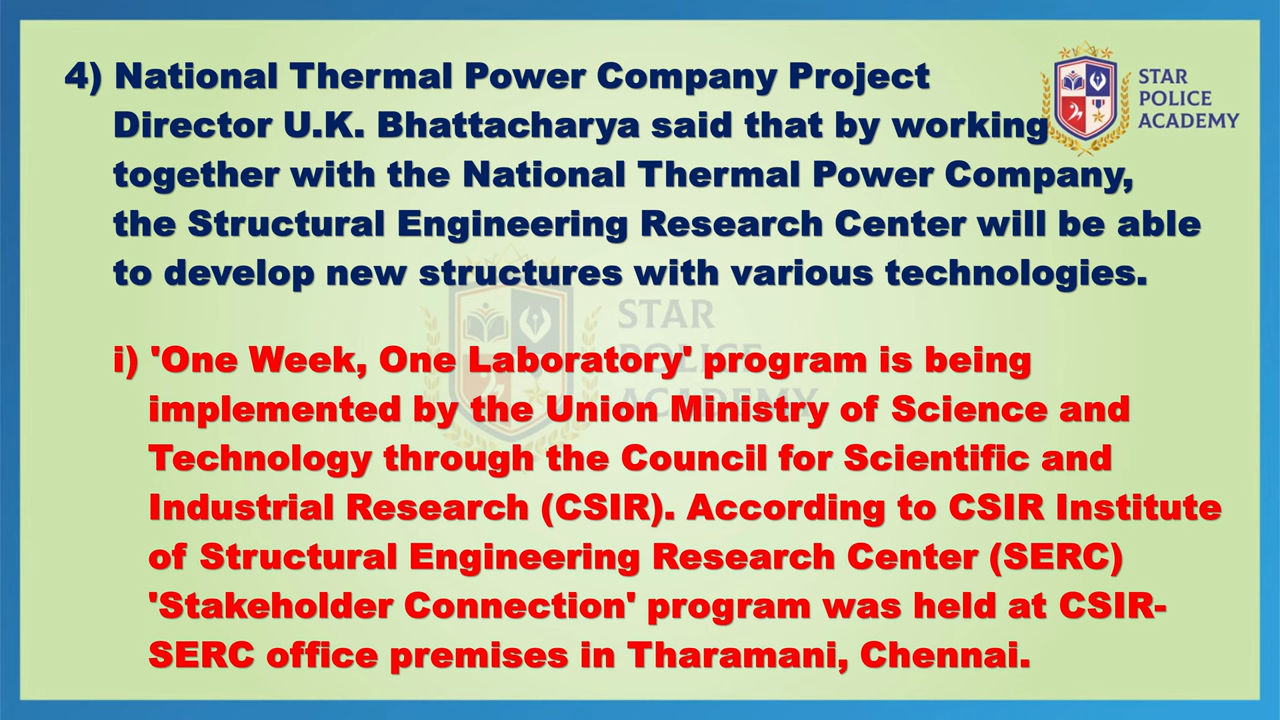 4) National Thermal Power Company Project
Director U.K. Bhattacharya said that by working
together with the National Thermal Power Company,
the Structural Engineering Research Center will be able
to develop new structures with various technologies.
i) 'One Week, One Laboratory' program is being
implemented by the Union Ministry of Science and
Technology through the Council for Scientific and
Industrial Research (CSIR). According to CSIR Institute
of Structural Engineering Research Center (SERC)
'Stakeholder Connection' program was held at CSIR-
SERC office premises in Tharamani, Chennai.
STAR
POLICE
ACADEMY
STAR
POLICE
ACADEMY